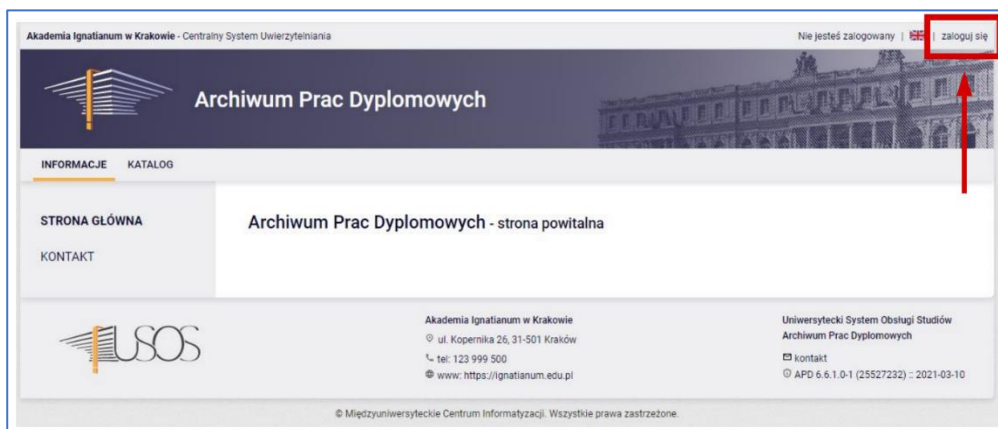 Akademia Ignatianum w Krakowie - Centralny System Uwierzytelniania
Nie jesteś zalogowany | | zaloguj się
Archiwum Prac Dyplomowych
INFORMACJE KATALOG
STRONA GŁÓWNA
KONTAKT
Archiwum Prac Dyplomowych - strona powitalna
USOS
Akademia Ignatianum w Krakowie
ul. Kopernika 26, 31-501 Kraków
tel: 123 999 500
www: https://ignatianum.edu.pl
Uniwersytecki System Obsługi Studiów
Archiwum Prac Dyplomowych
kontakt
APD 6.6.1.0-1 (25527232) :: 2021-03-10
© Międzyuniwersyteckie Centrum Informatyzacji. Wszystkie prawa zastrzeżone.